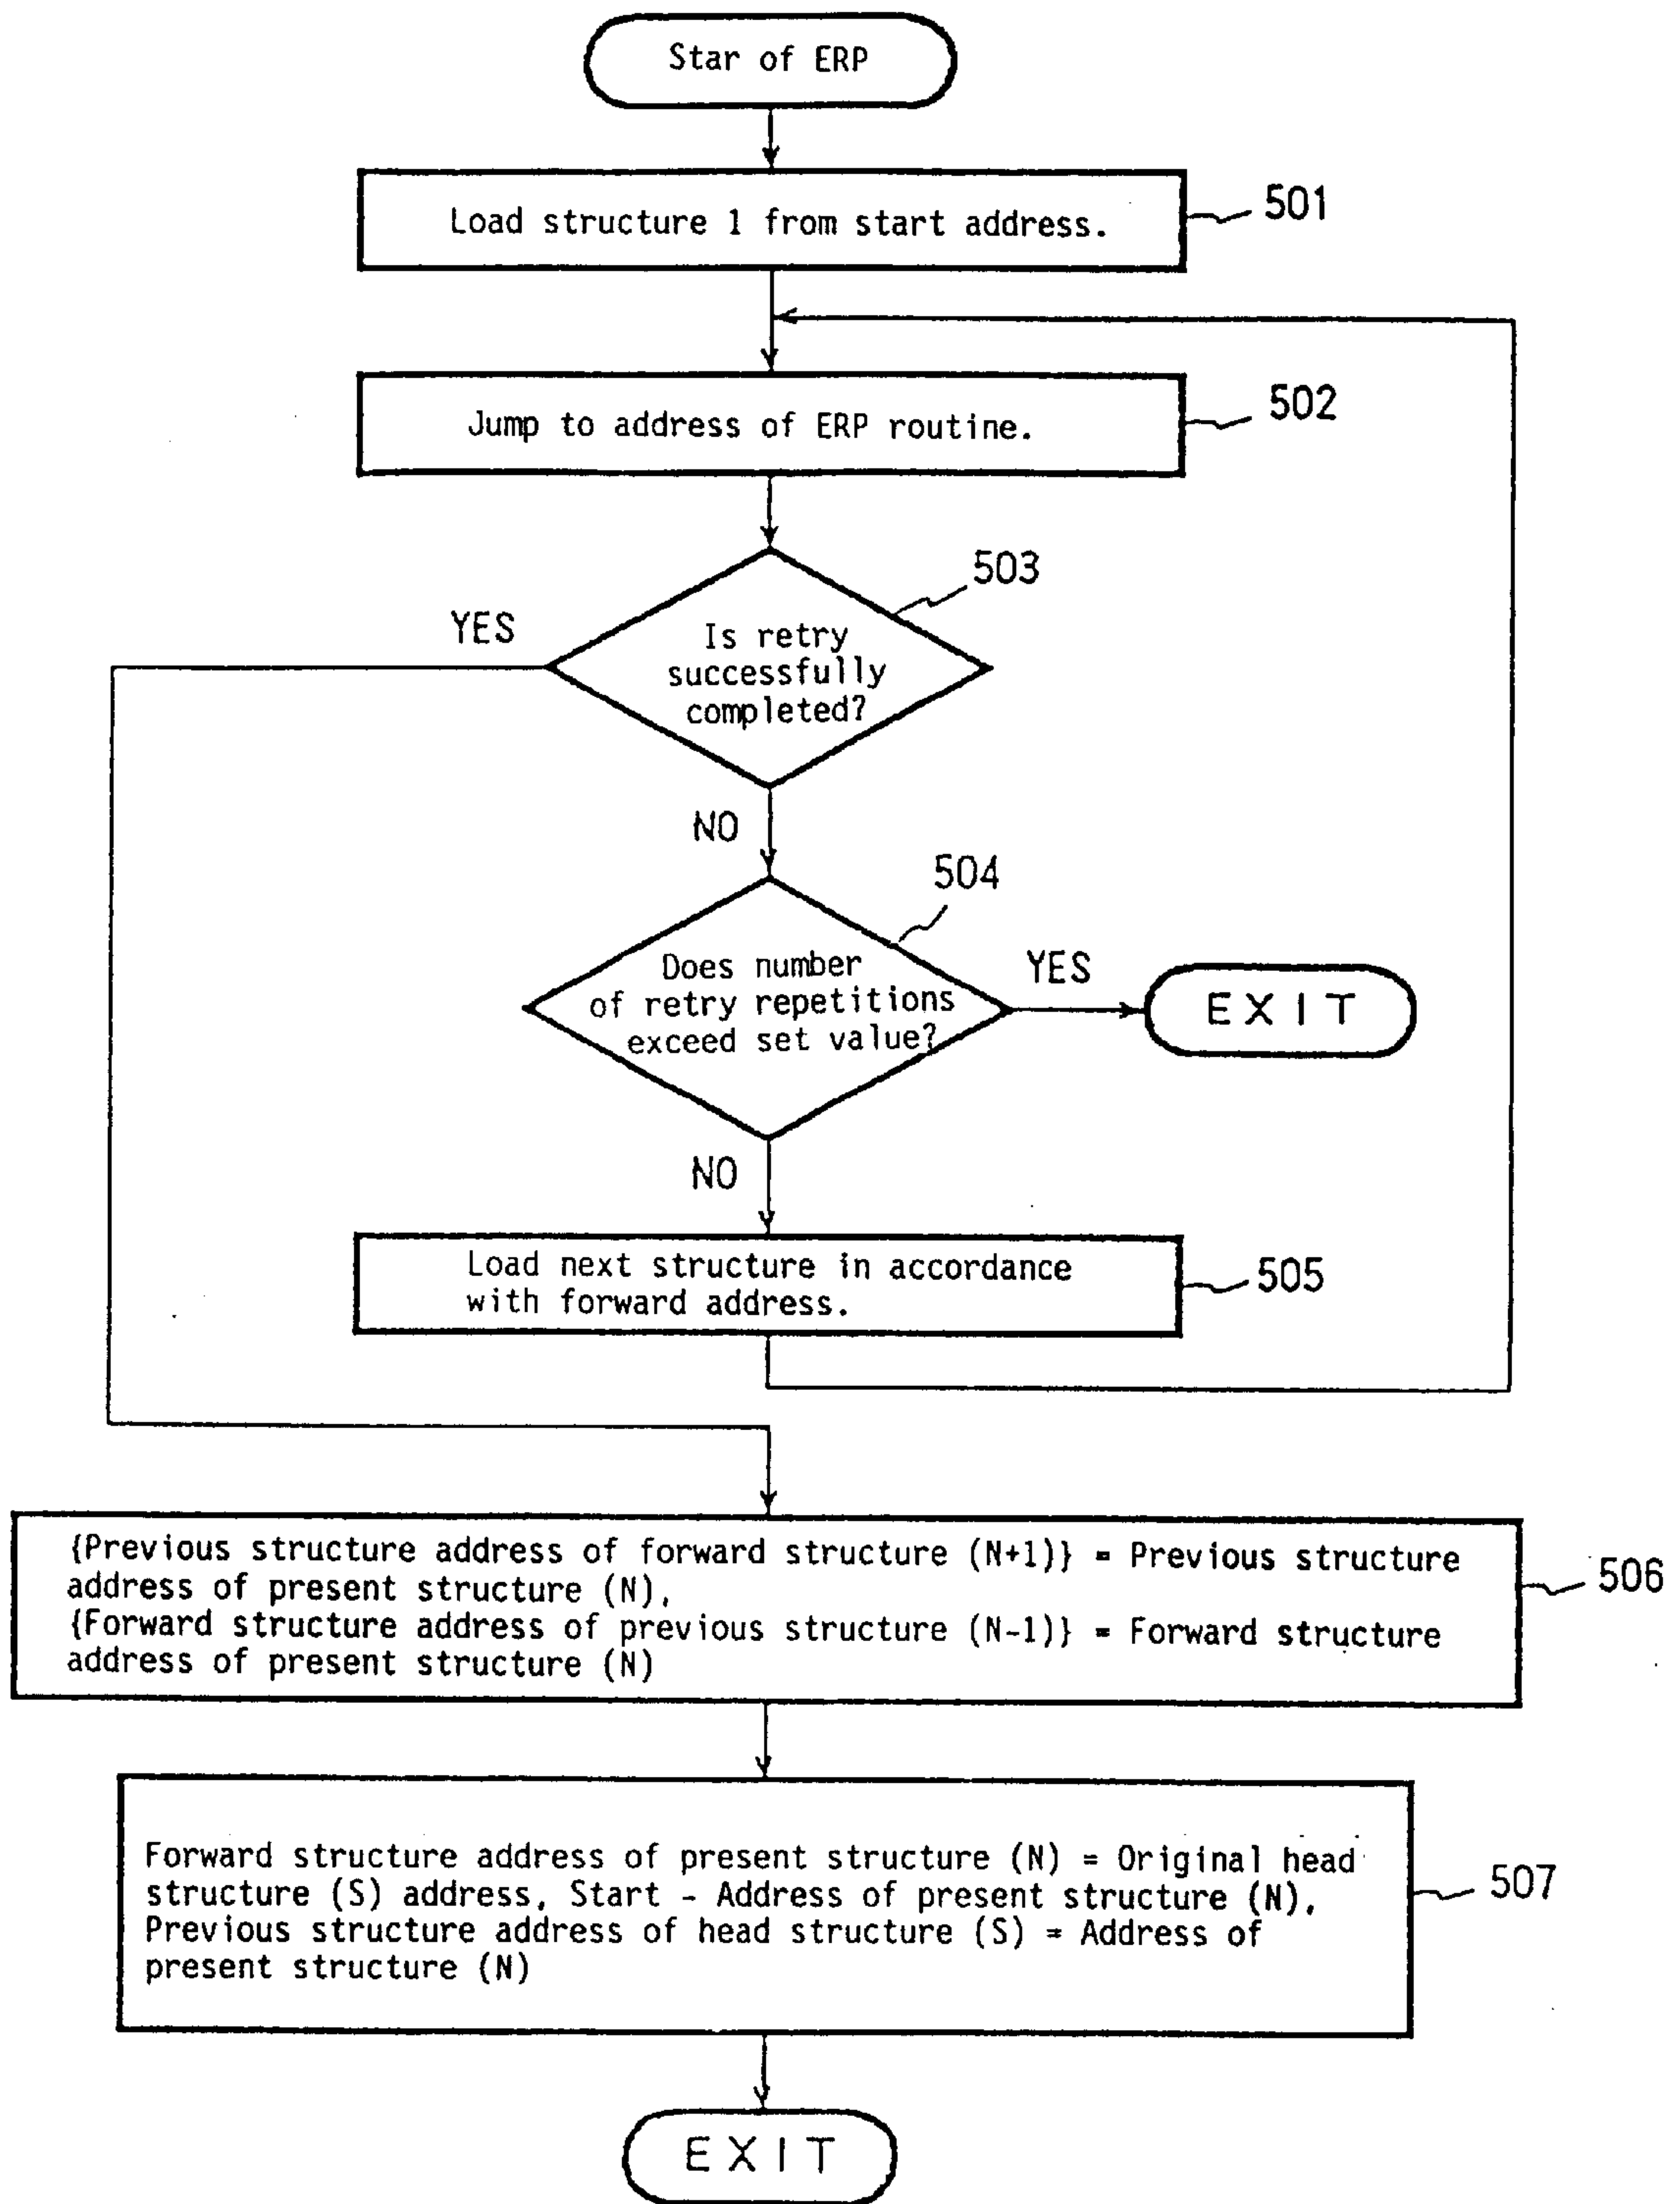 Star of ERP
Load structure 1 from start address.
501
Jump to address of ERP routine.
502
503
YES
Is retry
successfully
completed?
NO
504
Does number
of retry repetitions
exceed set value?
YES
EXIT
NO
Load next structure in accordance
with forward address.
505
{Previous structure address of forward structure (N+1)} = Previous structure
address of present structure (N),
{Forward structure address of previous structure (N-1)} = Forward structure
address of present structure (N)
506
Forward structure address of present structure (N) = Original head
structure (S) address, Start - Address of present structure (N),
Previous structure address of head structure (S) = Address of
present structure (N)
507
EXIT